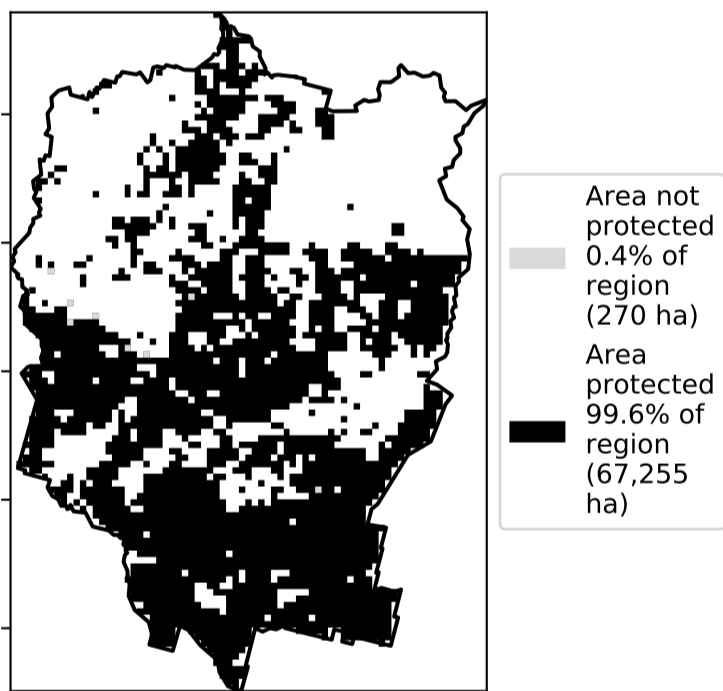 Area not
protected
0.4% of
region
(270 ha)
Area
protected
99.6% of
region
(67,255
ha)